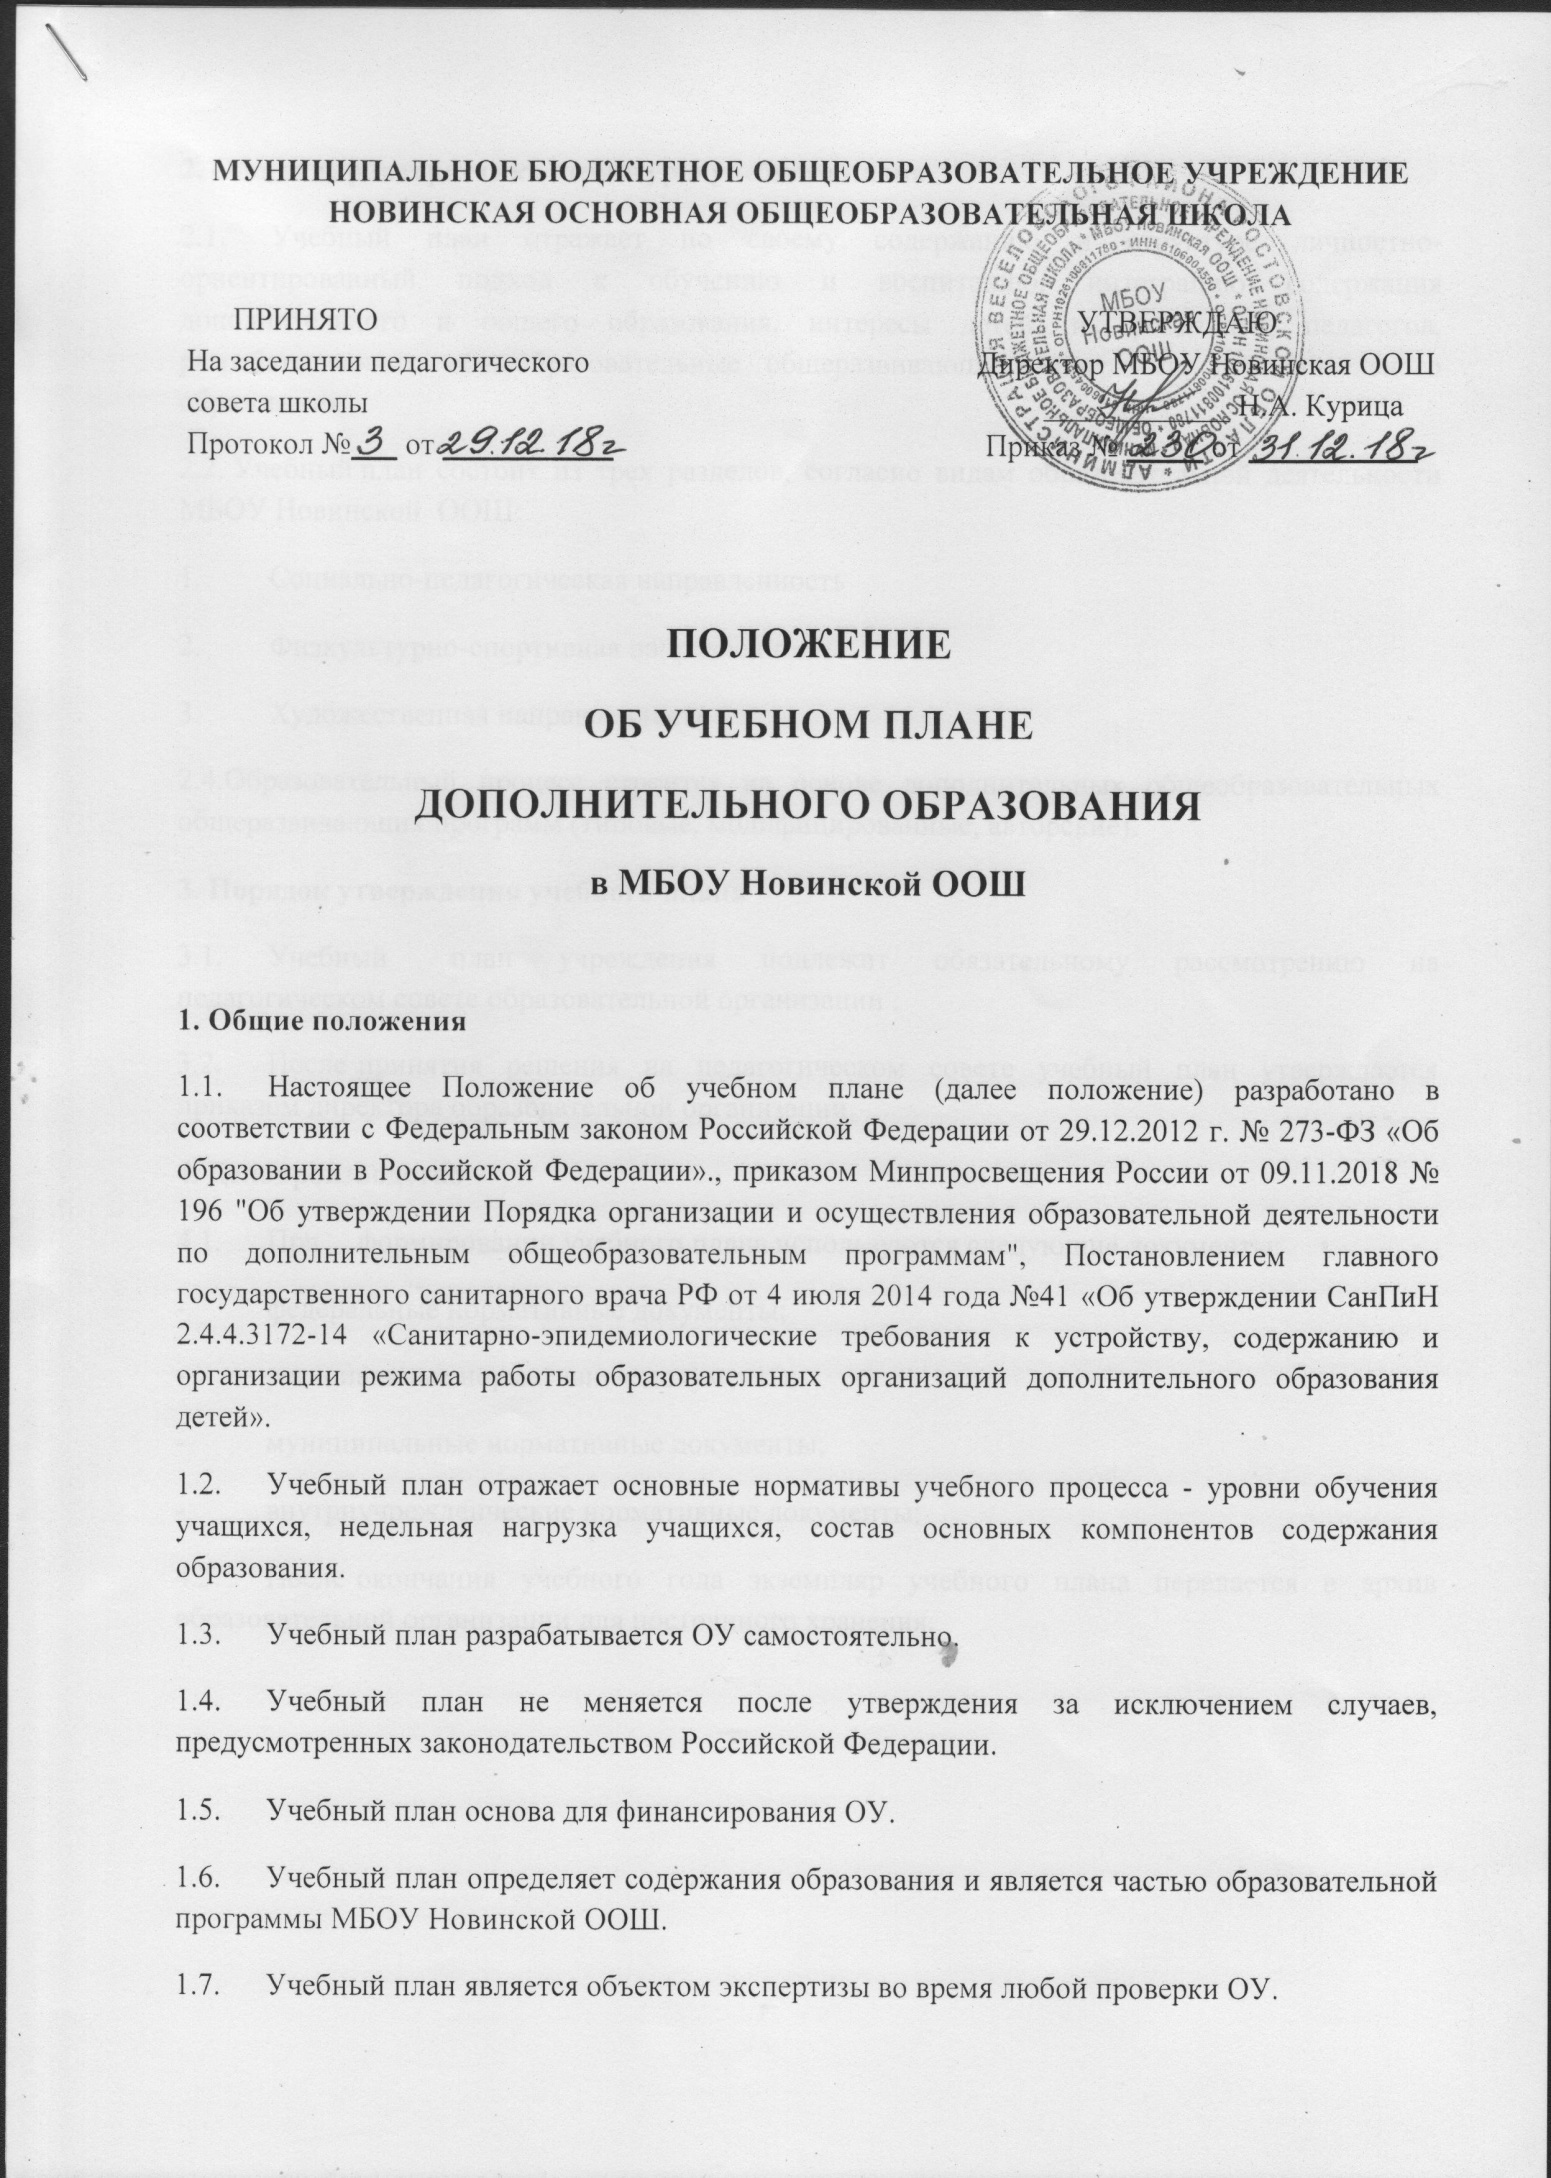 МУНИЦИПАЛЬНОЕ БЮДЖЕТНОЕ ОБЩЕОБРАЗОВАТЕЛЬНОЕ УЧРЕЖДЕНИЕ
НОВИНСКАЯ ОСНОВНАЯ ОБЩЕОБРАЗОВАТЕЛЬНАЯ ШКОЛА
ПРИНЯТО
На заседании педагогического
совета школы
Протокол № 3 от 29.12.18г
УТВЕРЖДАЮ
Директор МБОУ Новинская ООШ
Н.А. Курица
Приказ № 230 от 31.12.18г
МБОУ
Новинская
ООШ
ПОЛОЖЕНИЕ
ОБ УЧЕБНОМ ПЛАНЕ
ДОПОЛНИТЕЛЬНОГО ОБРАЗОВАНИЯ
в МБОУ Новинской ООШ
1. Общие положения
1.1. Настоящее Положение об учебном плане (далее положение) разработано в
соответствии с Федеральным законом Российской Федерации от 29.12.2012 г. № 273-ФЗ «Об
образовании в Российской Федерации»., приказом Минпросвещения России от 09.11.2018 №
196 "Об утверждении Порядка организации и осуществления образовательной деятельности
по дополнительным общеобразовательным программам", Постановлением главного
государственного санитарного врача РФ от 4 июля 2014 года №41 «Об утверждении СанПиН
2.4.4.3172-14 «Санитарно-эпидемиологические требования к устройству, содержанию и
организации режима работы образовательных организаций дополнительного образования
детей».
1.2. Учебный план отражает основные нормативы учебного процесса - уровни обучения
учащихся, недельная нагрузка учащихся, состав основных компонентов содержания
образования.
1.3. Учебный план разрабатывается ОУ самостоятельно.
1.4. Учебный план не меняется после утверждения за исключением случаев,
предусмотренных законодательством Российской Федерации.
1.5. Учебный план основа для финансирования ОУ.
1.6. Учебный план определяет содержания образования и является частью образовательной
программы МБОУ Новинской ООШ.
1.7. Учебный план является объектом экспертизы во время любой проверки ОУ.